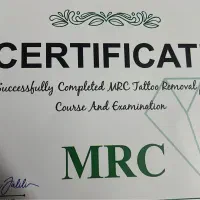 CERTIFICAT
Successfully Completed MRC Tattoo Removal
Course And Examination
MRC